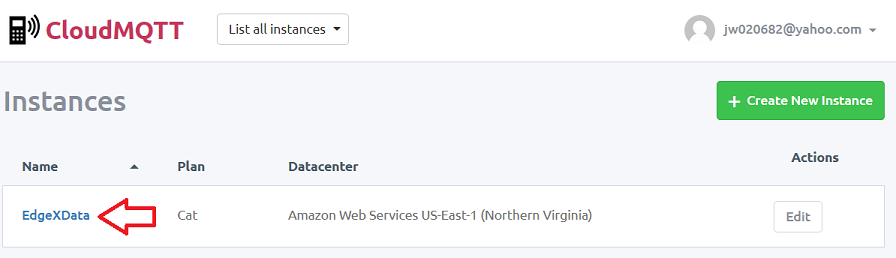 CloudMQTT
List all instances
jw020682@yahoo.com
Instances
+ Create New Instance
Name Plan Datacenter Actions
EdgeXData Cat Amazon Web Services US-East-1 (Northern Virginia) Edit